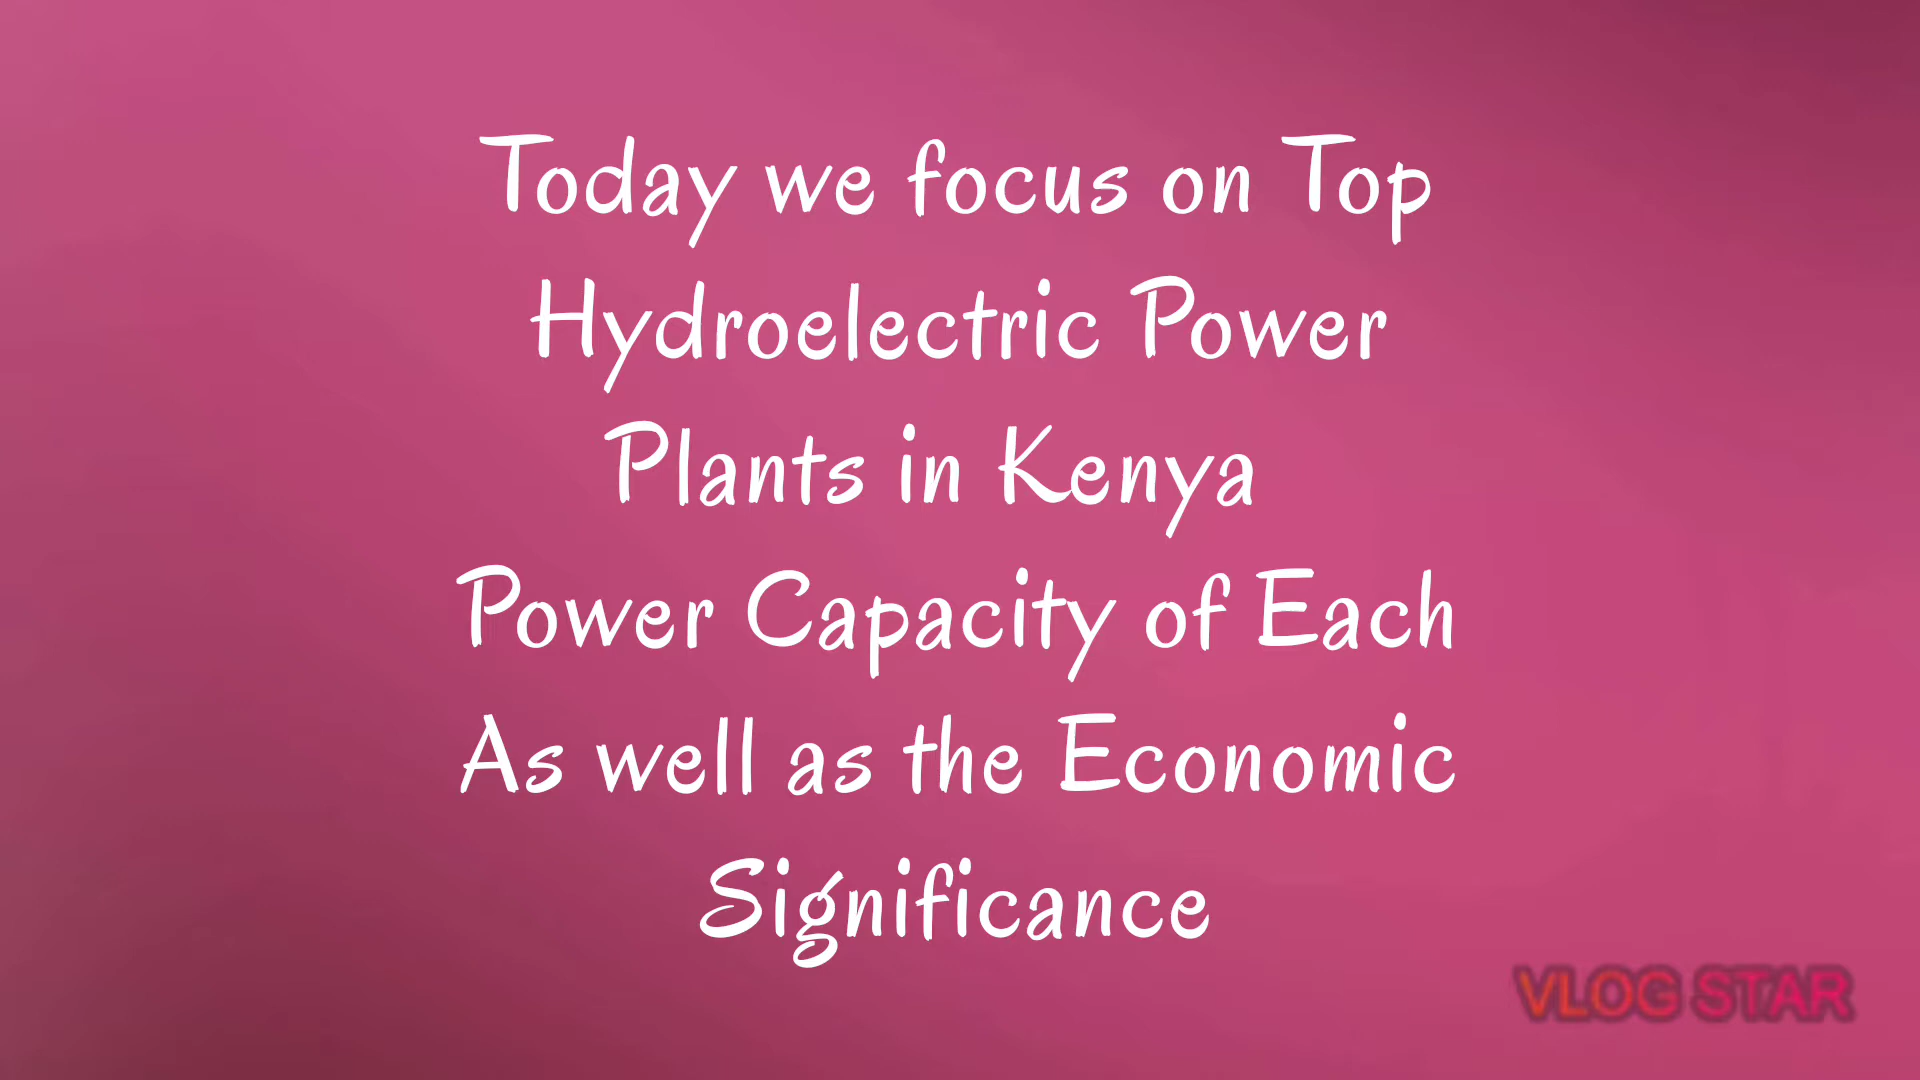 Today we focus on Top
Hydroelectric Power
Plants in Kenya
Power Capacity of Each
As well as the Economic
Significance
VLOG STAR